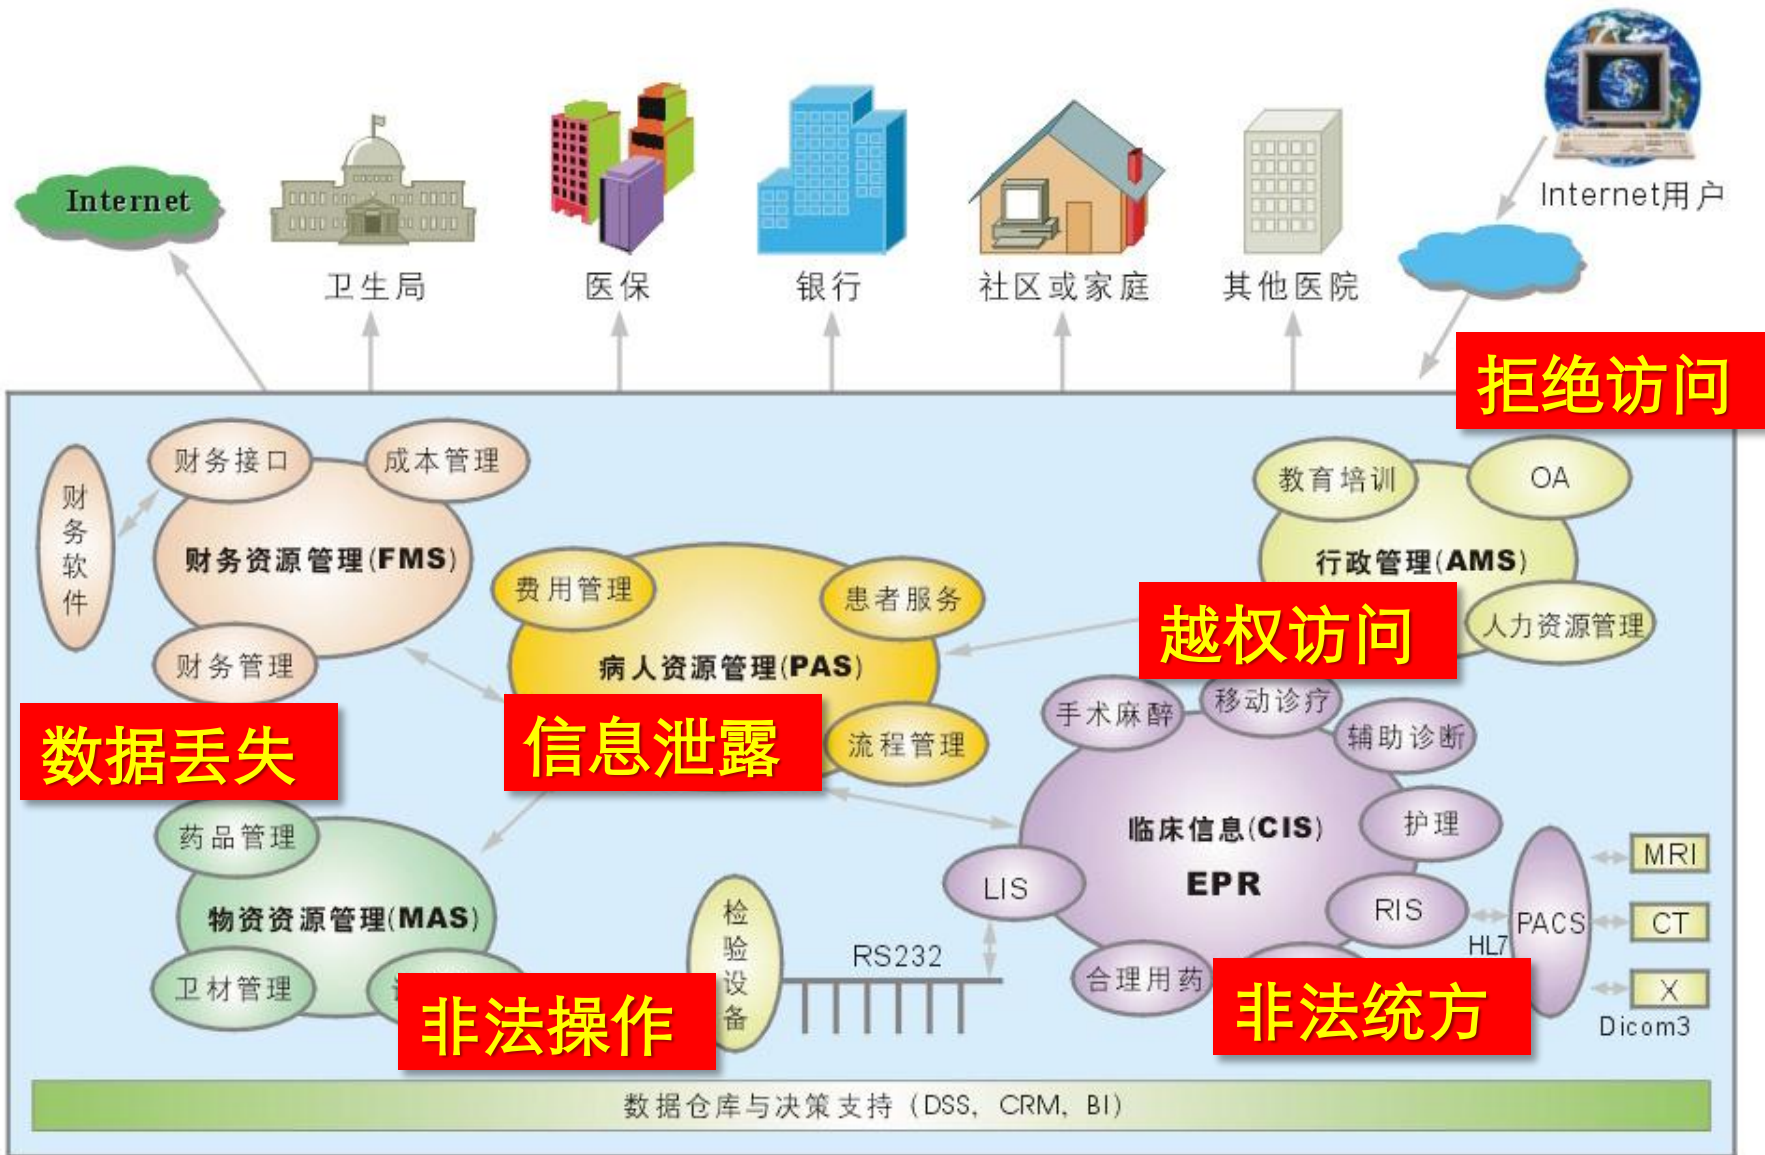 Internet
卫生局
医保
银行
社区或家庭
其他医院
Internet用户
拒绝访问
财务软件
财务接口
成本管理
财务资源管理(FMS)
财务管理
教育培训
OA
行政管理(AMS)
人力资源管理
越权访问
费用管理
患者服务
病人资源管理(PAS)
流程管理
信息泄露
数据丢失
手术麻醉
移动诊疗
辅助诊断
临床信息(CIS)
EPR
护理
LIS
RIS
合理用药
HL7
PACS
MRI
CT
X
Dicom3
药品管理
物资资源管理(MAS)
卫材管理
非法操作
检验设备
RS232
非法统方
数据仓库与决策支持（DSS，CRM，BI）